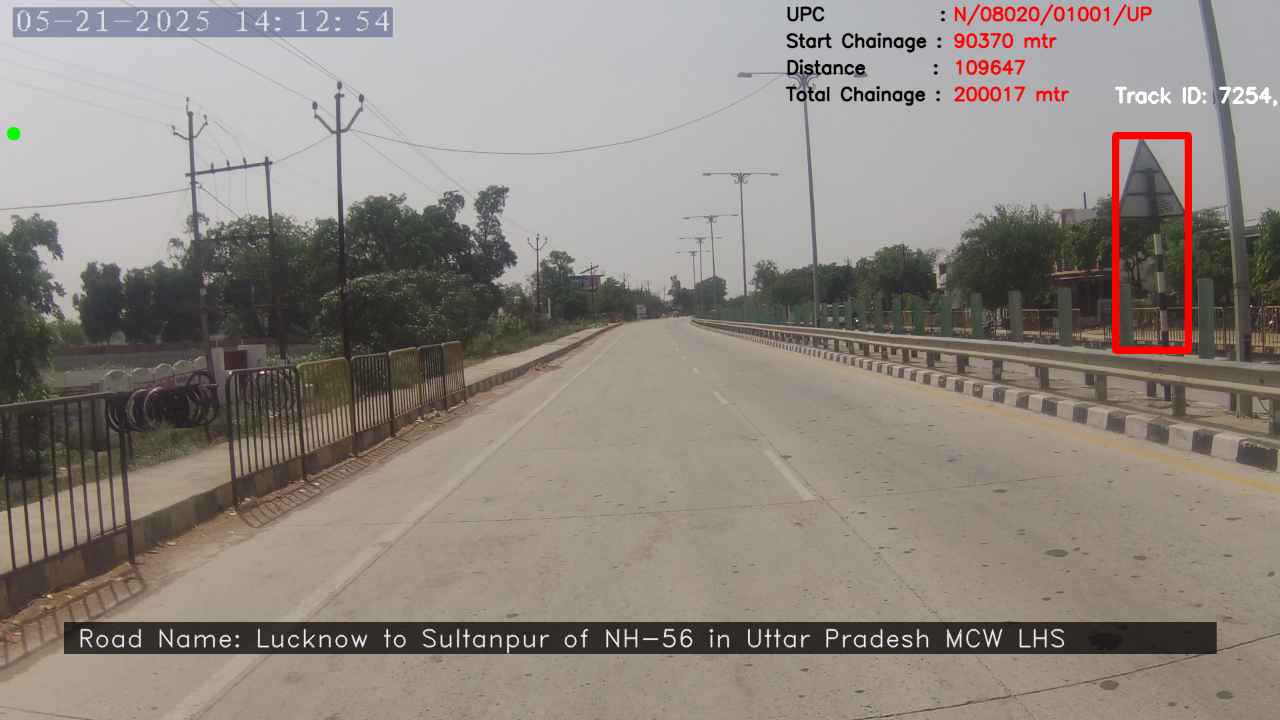 05-21-2025 14:12:54
UPC : N/08020/01001/UP
Start Chainage : 90370 mtr
Distance : 109647
Total Chainage : 200017 mtr
Track ID: 7254,
Road Name: Lucknow to Sultanpur of NH-56 in Uttar Pradesh MCW LHS